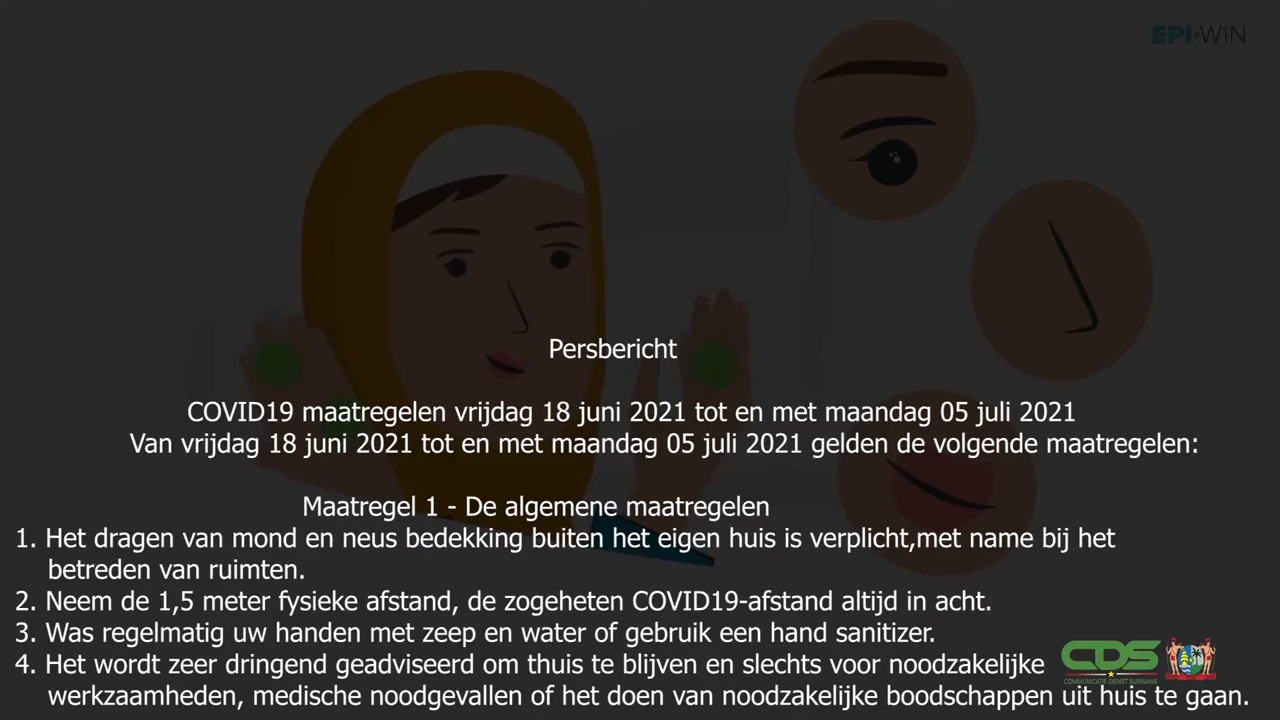 EPI-WiN
Persbericht
COVID19 maatregelen vrijdag 18 juni 2021 tot en met maandag 05 juli 2021
Van vrijdag 18 juni 2021 tot en met maandag 05 juli 2021 gelden de volgende maatregelen:
Maatregel 1 - De algemene maatregelen
1. Het dragen van mond en neus bedekking buiten het eigen huis is verplicht,met name bij het
betreden van ruimten.
2. Neem de 1,5 meter fysieke afstand, de zogeheten COVID19-afstand altijd in acht.
3. Was regelmatig uw handen met zeep en water of gebruik een hand sanitizer.
4. Het wordt zeer dringend geadviseerd om thuis te blijven en slechts voor noodzakelijke
werkzaamheden, medische noodgevallen of het doen van noodzakelijke boodschappen uit huis te gaan.
CDS
COMMUNICATIE DIENST SURINAME